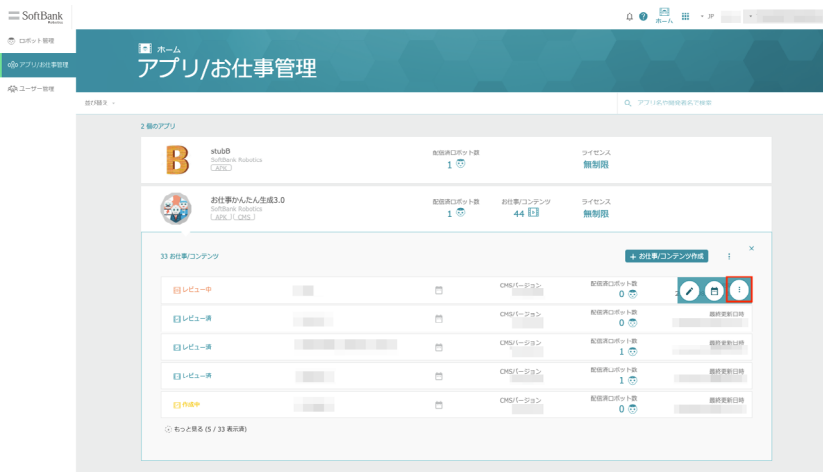 SoftBank
Robotics
JP
ホーム
ロボット管理
アプリ/お仕事管理
ユーザー管理
ホーム
アプリ/お仕事管理
並び替え
アプリ名や開発者名で検索
2 個のアプリ
stubB
SoftBank Robotics
APK
配信済ロボット数
1
ライセンス
無制限
お仕事かんたん生成3.0
SoftBank Robotics
APK CMS
配信済ロボット数
1
お仕事/コンテンツ
44
ライセンス
無制限
33 お仕事/コンテンツ
+ お仕事/コンテンツ作成
レビュー中
CMSバージョン
配信済ロボット数
0
レビュー済
CMSバージョン
配信済ロボット数
0
最終更新日時
レビュー済
CMSバージョン
配信済ロボット数
1
最終更新日時
レビュー済
CMSバージョン
配信済ロボット数
1
最終更新日時
作成中
CMSバージョン
配信済ロボット数
0
最終更新日時
もっと見る (5 / 33 表示済)